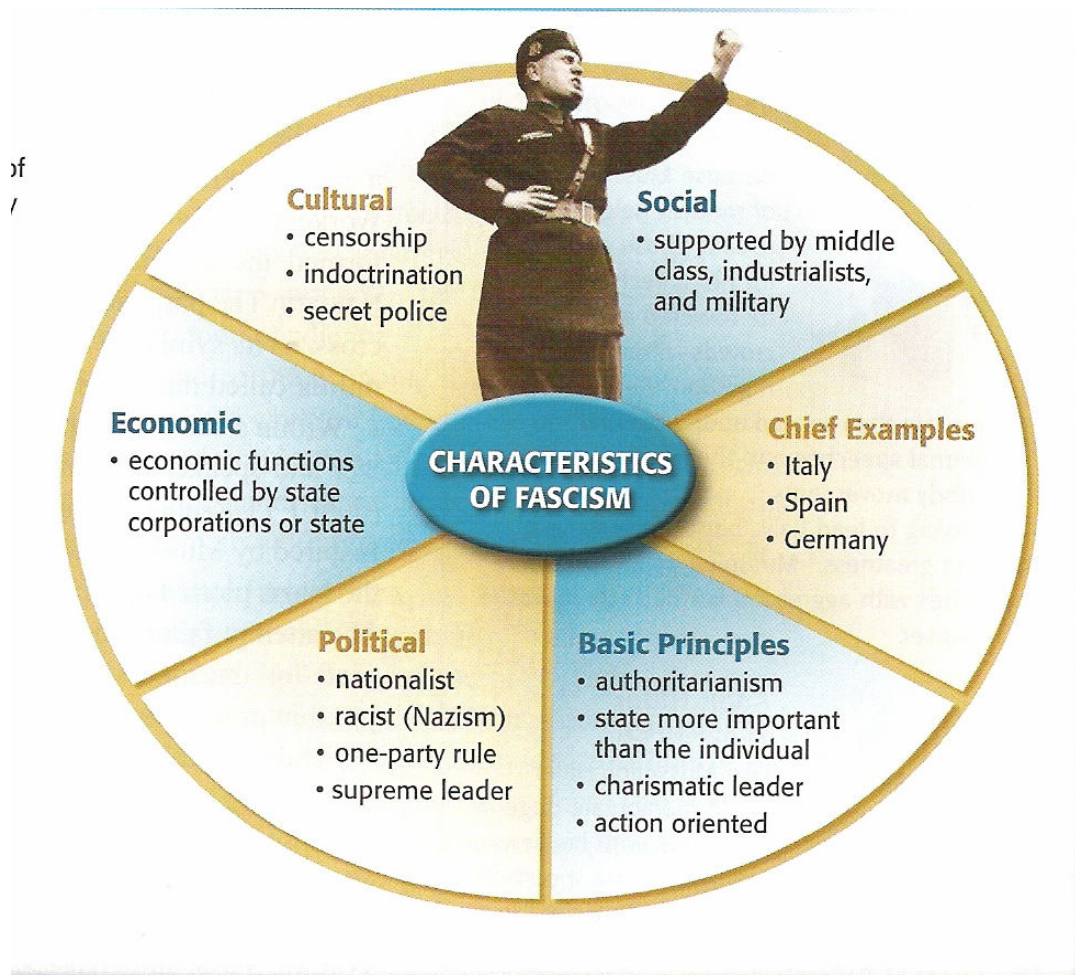 of
Cultural
• censorship
• indoctrination
• secret police
Social
• supported by middle
class, industrialists,
and military
Economic
• economic functions
controlled by state
corporations or state
CHARACTERISTICS
OF FASCISM
Chief Examples
• Italy
• Spain
• Germany
Political
• nationalist
• racist (Nazism)
• one-party rule
• supreme leader
Basic Principles
• authoritarianism
• state more important
than the individual
• charismatic leader
• action oriented